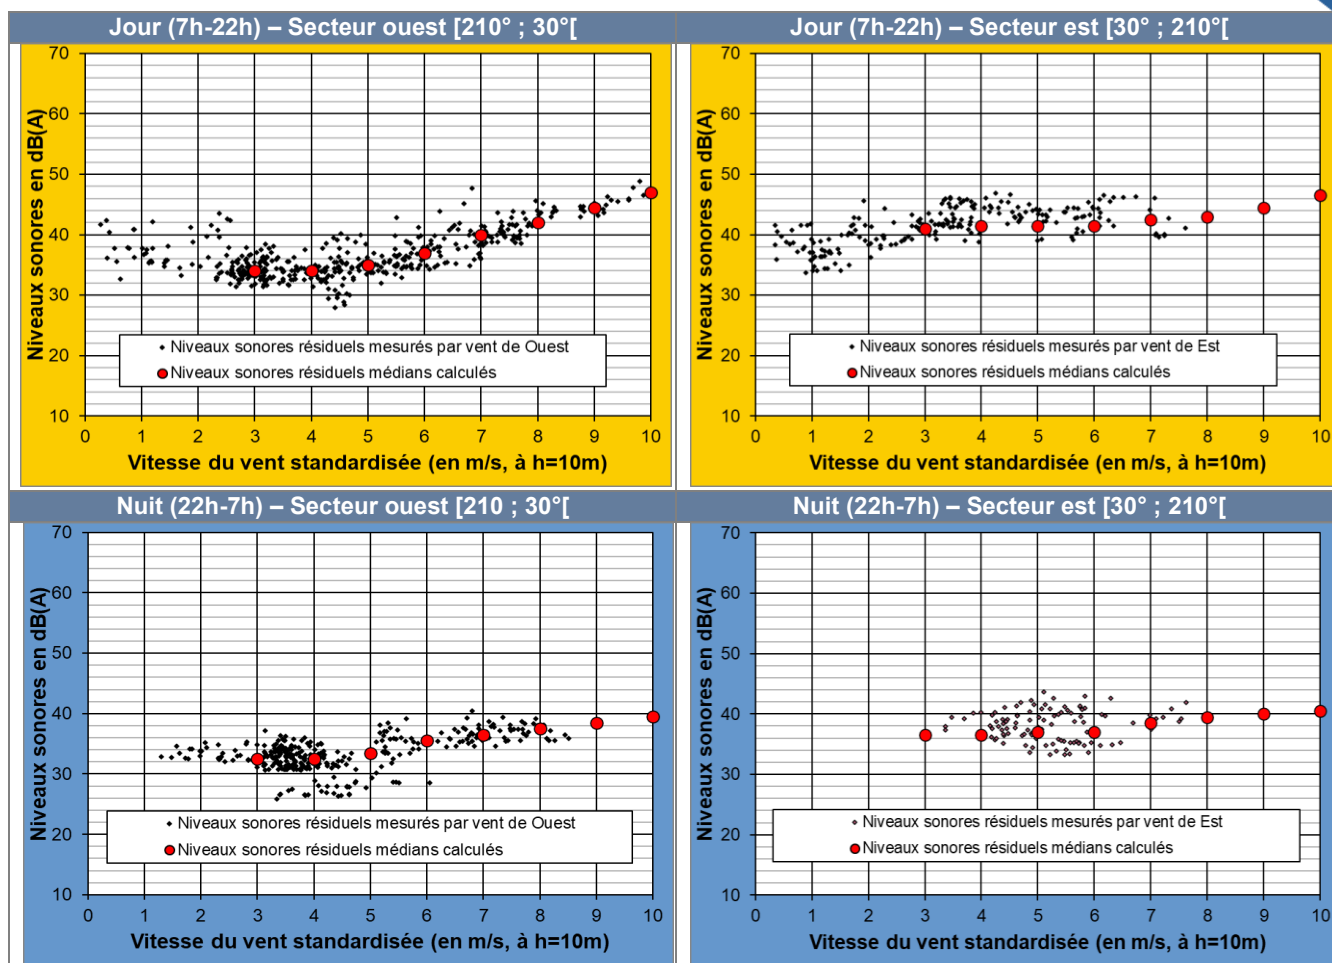 Jour (7h-22h) – Secteur ouest [210° ; 30°[
Niveaux sonores en dB(A)
70
60
50
40
30
20
10
Niveaux sonores résiduels mesurés par vent de Ouest
Niveaux sonores résiduels médians calculés
0 1 2 3 4 5 6 7 8 9 10
Vitesse du vent standardisée (en m/s, à h=10m)
Jour (7h-22h) – Secteur est [30° ; 210°[
Niveaux sonores en dB(A)
70
60
50
40
30
20
10
Niveaux sonores résiduels mesurés par vent de Est
Niveaux sonores résiduels médians calculés
0 1 2 3 4 5 6 7 8 9 10
Vitesse du vent standardisée (en m/s, à h=10m)
Nuit (22h-7h) – Secteur ouest [210 ; 30°[
Niveaux sonores en dB(A)
70
60
50
40
30
20
10
Niveaux sonores résiduels mesurés par vent de Ouest
Niveaux sonores résiduels médians calculés
0 1 2 3 4 5 6 7 8 9 10
Vitesse du vent standardisée (en m/s, à h=10m)
Nuit (22h-7h) – Secteur est [30° ; 210°[
Niveaux sonores en dB(A)
70
60
50
40
30
20
10
Niveaux sonores résiduels mesurés par vent de Est
Niveaux sonores résiduels médians calculés
0 1 2 3 4 5 6 7 8 9 10
Vitesse du vent standardisée (en m/s, à h=10m)